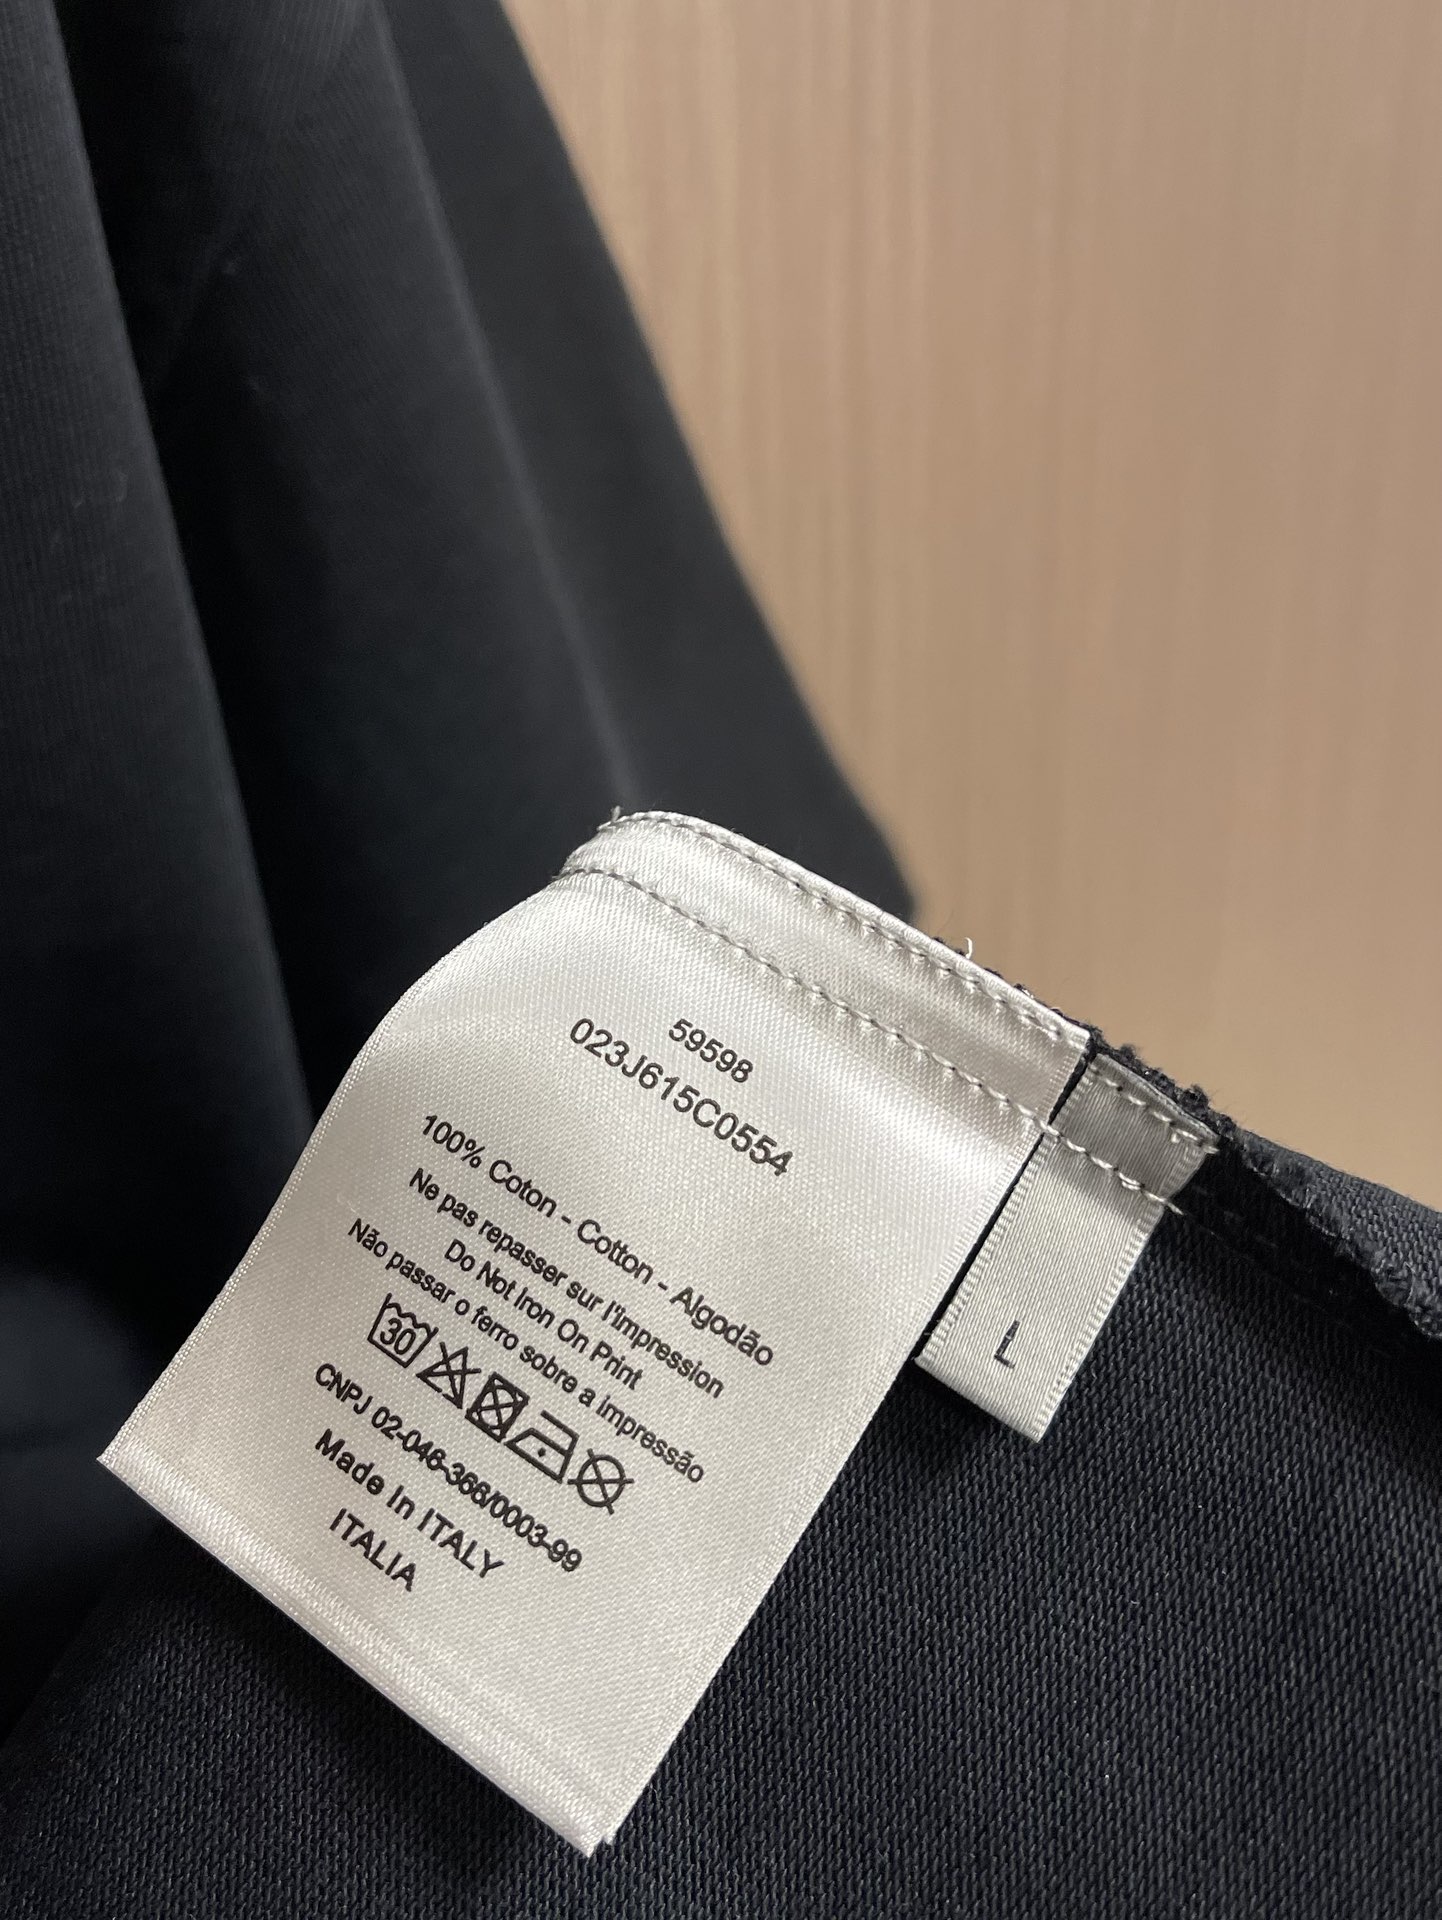 59598
023J615C0554
100% Coton - Cotton - Algodão
Ne pas repasser sur l'impression
Do Not Iron On Print
Não passar o ferro sobre a impressão
30
CNPJ 02-046-366/0003-99
Made In ITALY
ITALIA
L